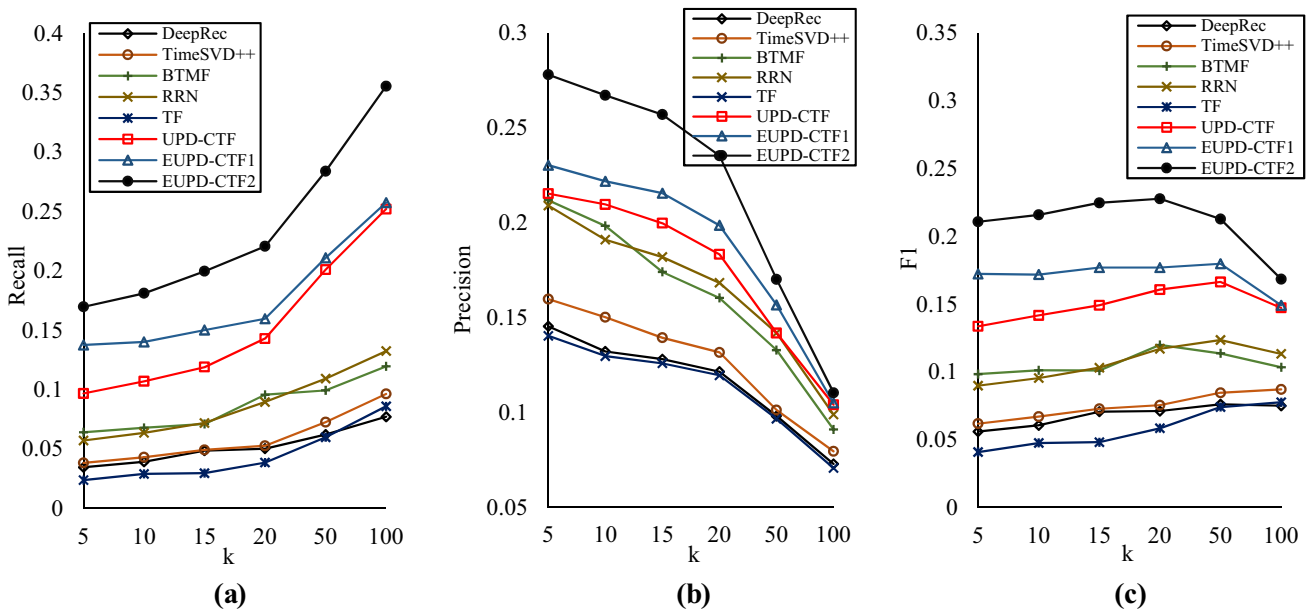 0.4
0.35
0.3
0.25
0.2
0.15
0.1
0.05
0
Recall
DeepRec
TimeSVD++
BTMF
RRN
TF
UPD-CTF
EUPD-CTF1
EUPD-CTF2
5 10 15 20 50 100
k
(a)
0.3
0.25
0.2
0.15
0.1
0.05
Precision
DeepRec
TimeSVD++
BTMF
RRN
TF
UPD-CTF
EUPD-CTF1
EUPD-CTF2
5 10 15 20 50 100
k
(b)
0.35
0.3
0.25
0.2
0.15
0.1
0.05
0
F1
DeepRec
TimeSVD++
BTMF
RRN
TF
UPD-CTF
EUPD-CTF1
EUPD-CTF2
5 10 15 20 50 100
k
(c)